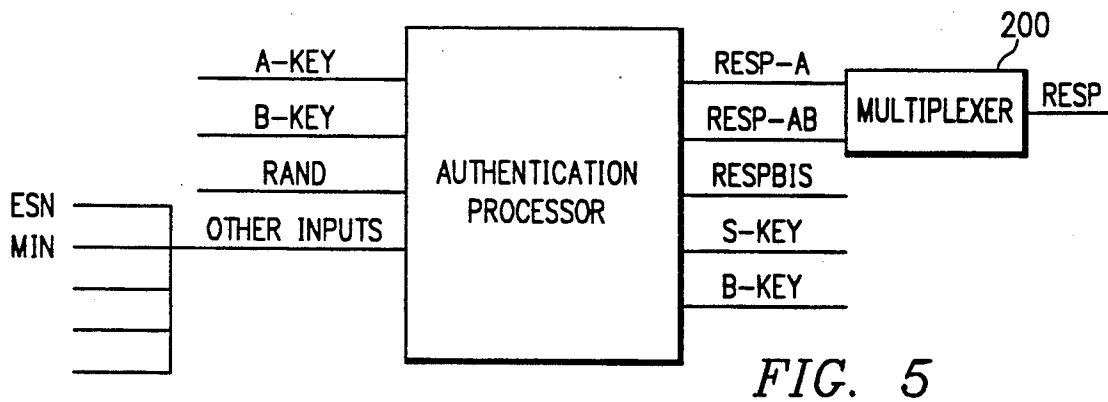 200
A-KEY
B-KEY
RAND
OTHER INPUTS
ESN
MIN
AUTHENTICATION
PROCESSOR
RESP-A
RESP-AB
RESPBIS
S-KEY
B-KEY
MULTIPLEXER
RESP
FIG. 5